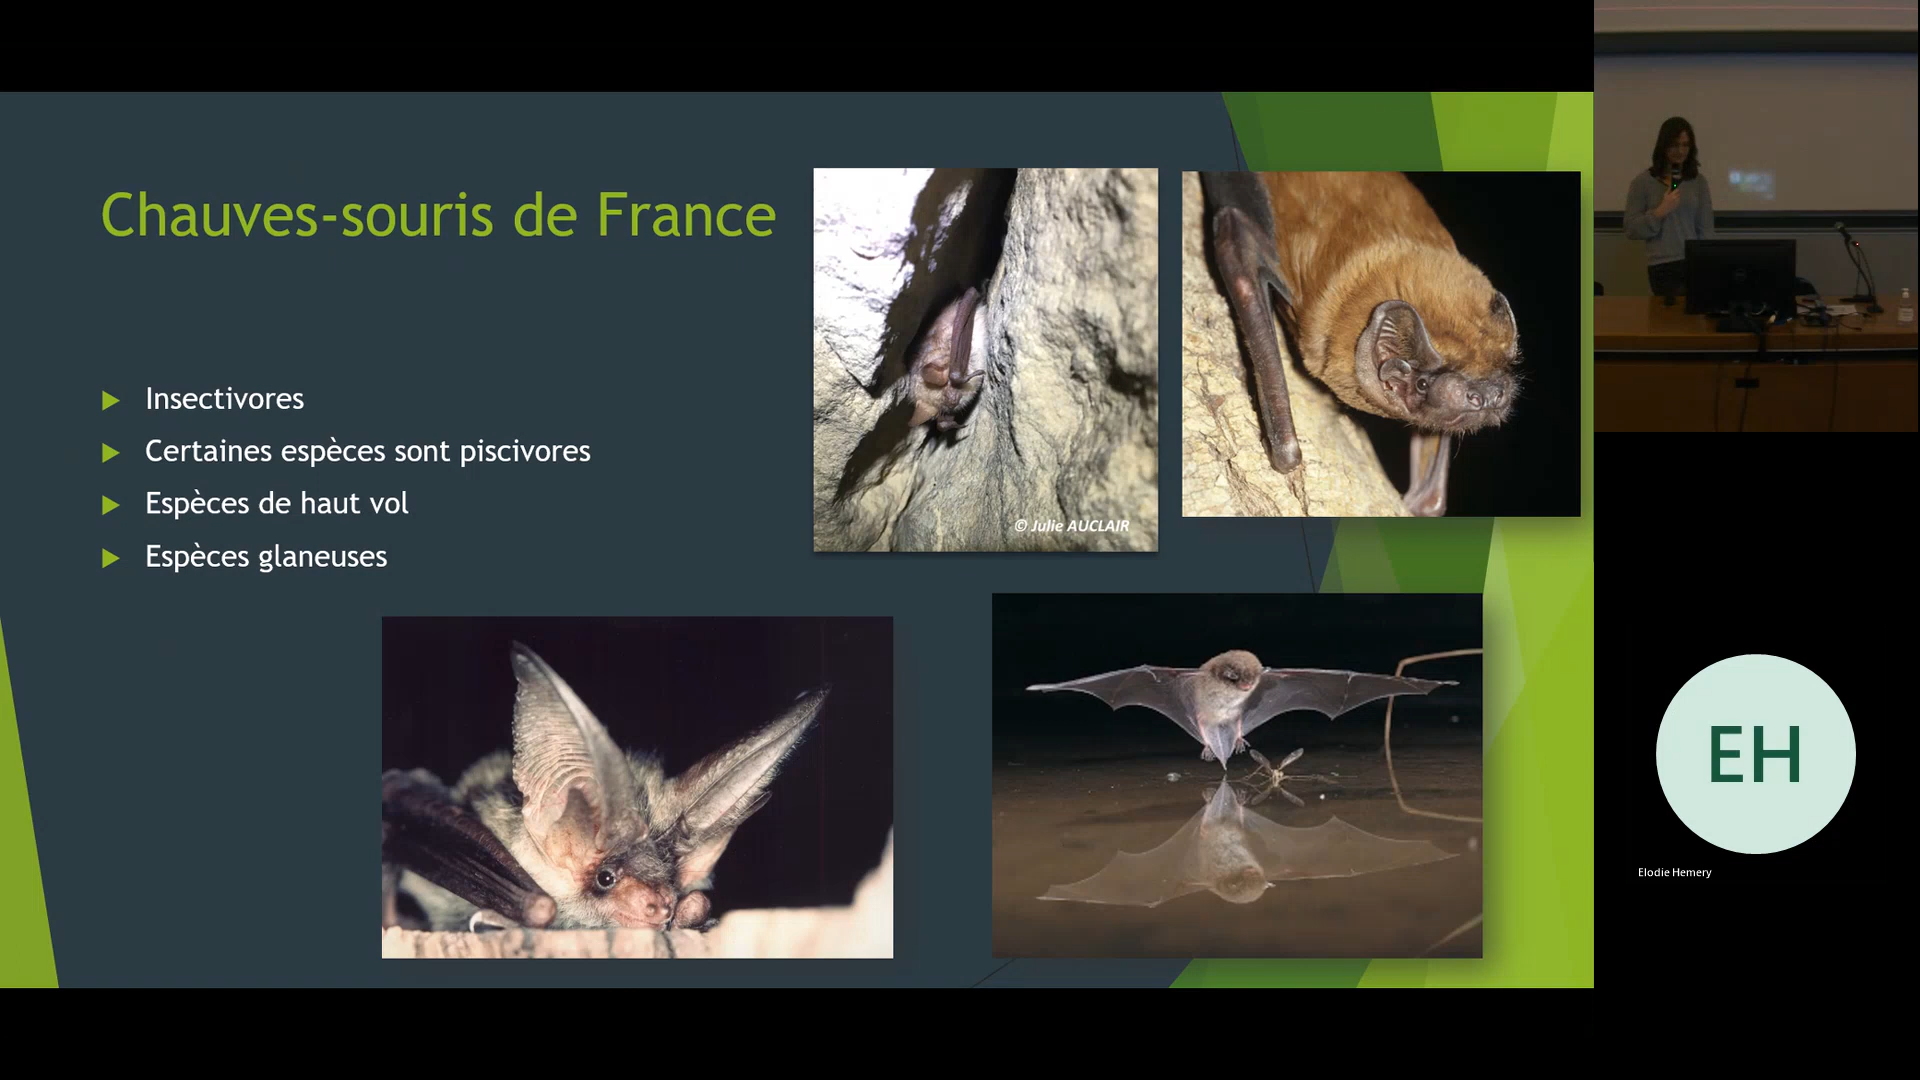 Chauves-souris de France
Insectivores
Certaines espèces sont piscivores
Espèces de haut vol
Espèces glaneuses
© Julie AUCLAIR
EH
Elodie Hemery